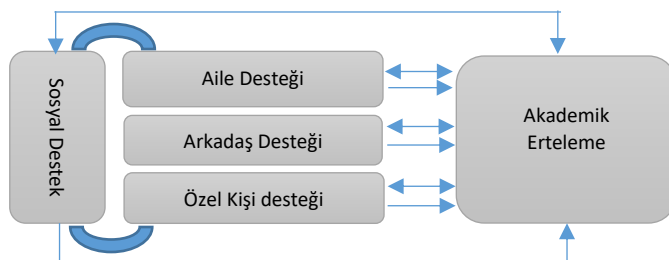 Sosyal Destek
Aile Desteği
Arkadaş Desteği
Özel Kişi desteği
Akademik
Erteleme